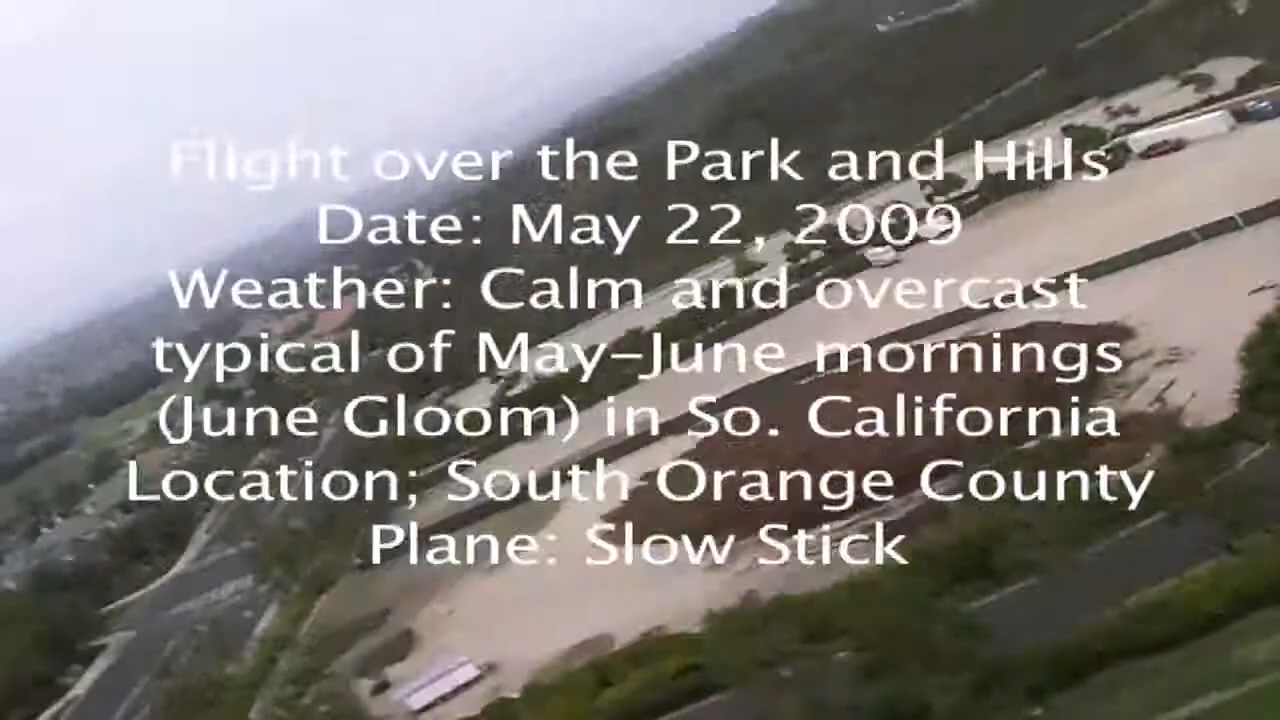 Flight over the Park and Hills
Date: May 22, 2009
Weather: Calm and overcast
typical of May-June mornings
(June Gloom) in So. California
Location; South Orange County
Plane: Slow Stick